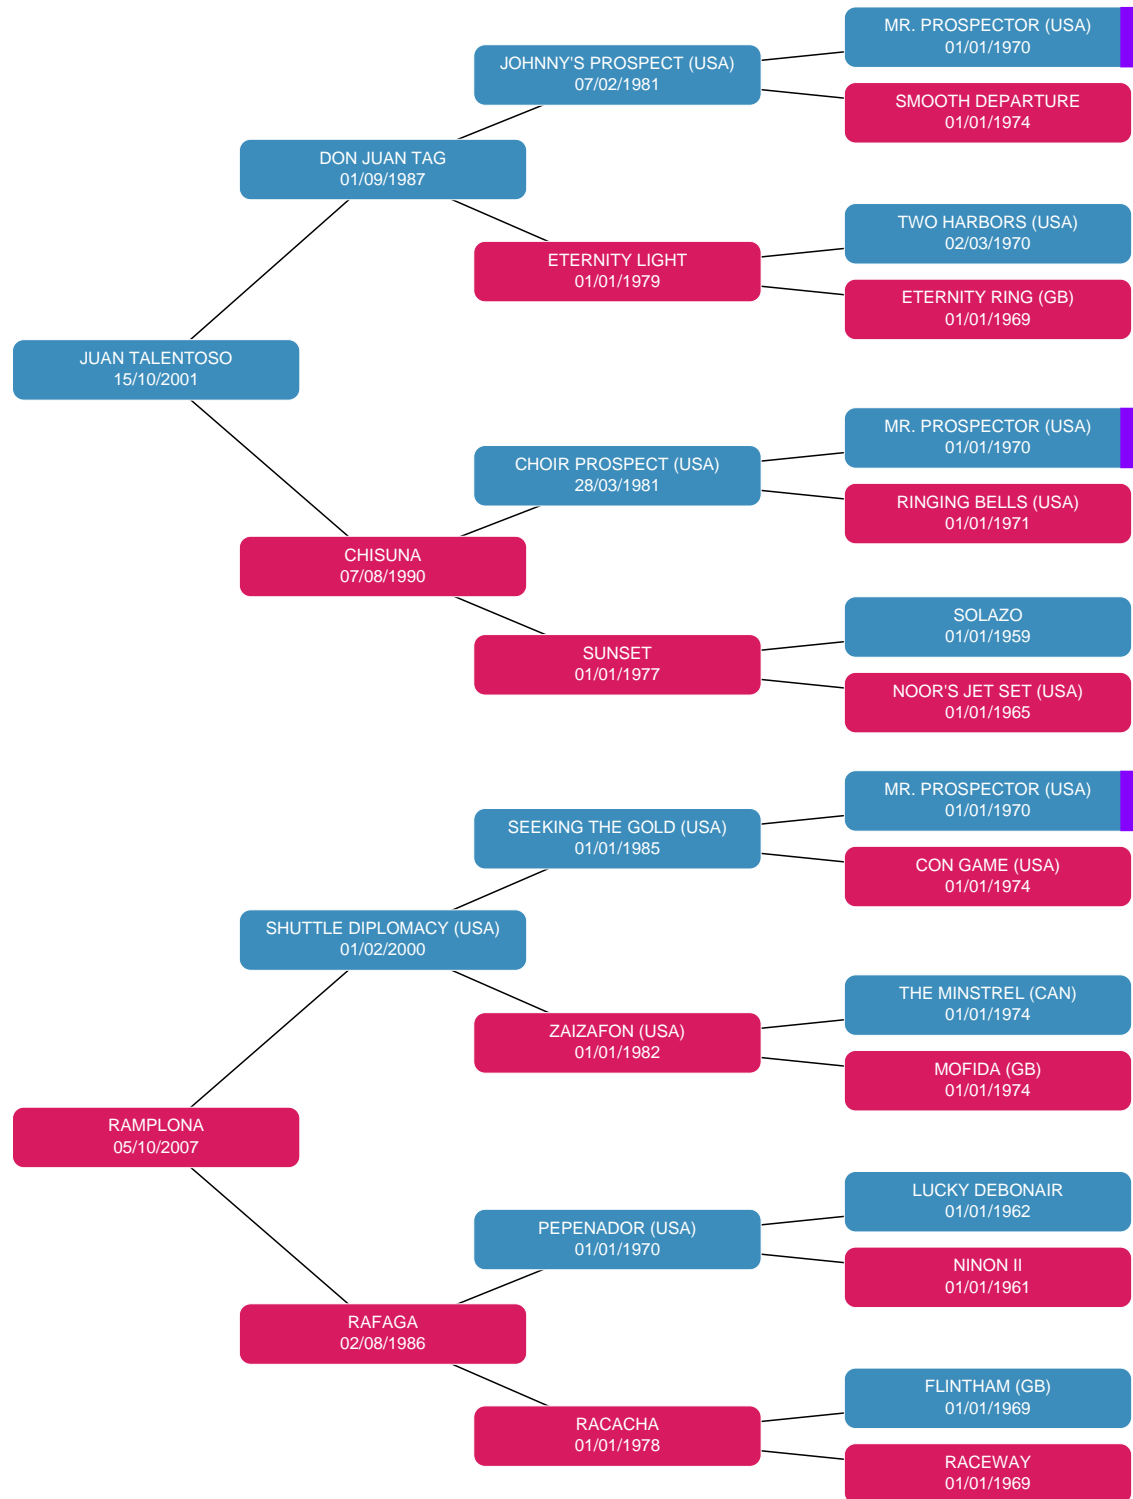 MR. PROSPECTOR (USA)
01/01/1970
JOHNNY'S PROSPECT (USA)
07/02/1981
SMOOTH DEPARTURE
01/01/1974
DON JUAN TAG
01/09/1987
TWO HARBORS (USA)
02/03/1970
ETERNITY LIGHT
01/01/1979
ETERNITY RING (GB)
01/01/1969
JUAN TALENTOSO
15/10/2001
MR. PROSPECTOR (USA)
01/01/1970
CHOIR PROSPECT (USA)
28/03/1981
RINGING BELLS (USA)
01/01/1971
CHISUNA
07/08/1990
SOLAZO
01/01/1959
SUNSET
01/01/1977
NOOR'S JET SET (USA)
01/01/1965
MR. PROSPECTOR (USA)
01/01/1970
SEEKING THE GOLD (USA)
01/01/1985
CON GAME (USA)
01/01/1974
SHUTTLE DIPLOMACY (USA)
01/02/2000
THE MINSTREL (CAN)
01/01/1974
ZAIZAFON (USA)
01/01/1982
MOFIDA (GB)
01/01/1974
RAMPLONA
05/10/2007
LUCKY DEBONAIR
01/01/1962
PEPENADOR (USA)
01/01/1970
NINON II
01/01/1961
RAFAGA
02/08/1986
FLINTHAM (GB)
01/01/1969
RACACHA
01/01/1978
RACEWAY
01/01/1969